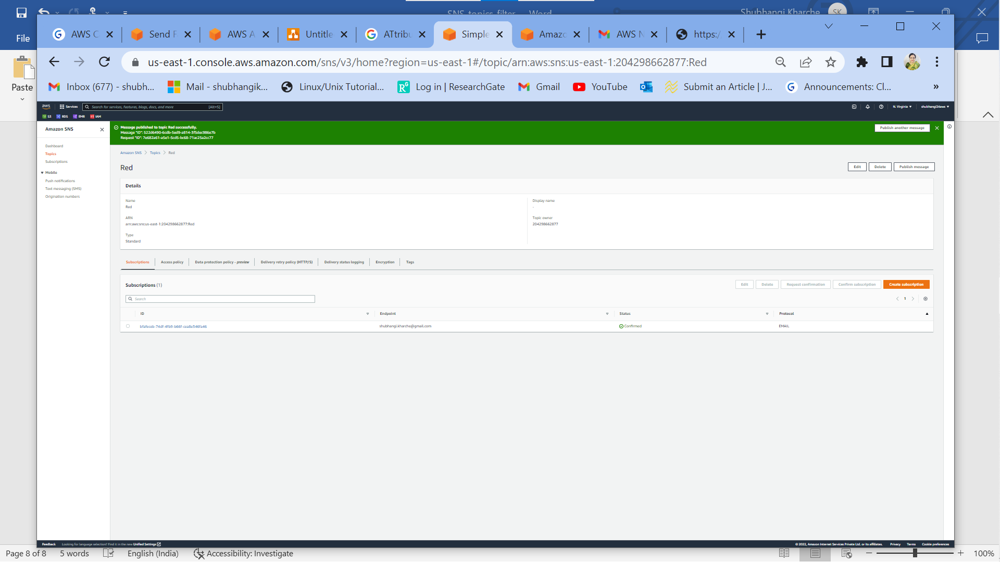 SNS_topics_filter - Word
Shubhangi Kharche
SK
File
Paste
AWS C
Send F
AWS A
Untitle
ATtribu
Simple
Amazo
AWS N
https:/
us-east-1.console.aws.amazon.com/sns/v3/home?region=us-east-1#/topic/arn:aws:sns:us-east-1:204298662877:Red
Inbox (677) - shubh...
Mail - shubhangik...
Linux/Unix Tutorial...
Log in | ResearchGate
Gmail
YouTube
Submit an Article | J...
Announcements: Cl...
»
aws
Services
Search for services, features, blogs, docs, and more
[Alt+S]
N. Virginia
shubhangi24aws
S3
RDS
EMR
IAM
Amazon SNS
Dashboard
Topics
Subscriptions
Mobile
Push notifications
Text messaging (SMS)
Origination numbers
Message published to topic Red successfully.
Message "ID": 522d6490-6cdb-5ed9-a814-3f5dec986e7b
Request "ID": 7e682a61-a5e1-5cd5-bc68-71ac25a2cc77
Publish another message
Amazon SNS > Topics > Red
Red
Edit
Delete
Publish message
Details
Name
Red
ARN
arn:aws:sns:us-east-1:204298662877:Red
Type
Standard
Display name
-
Topic owner
204298662877
Subscriptions
Access policy
Data protection policy - preview
Delivery retry policy (HTTP/S)
Delivery status logging
Encryption
Tags
Subscriptions (1)
Edit
Delete
Request confirmation
Confirm subscription
Create subscription
Search
1
ID
Endpoint
Status
Protocol
bfafeceb-74df-4fb9-b66f-cea8e346fa46
shubhangi.kharche@gmail.com
Confirmed
EMAIL
Feedback
Looking for language selection? Find it in the new Unified Settings
© 2022, Amazon Internet Services Private Ltd. or its affiliates.
Privacy
Terms
Cookie preferences
Page 8 of 8
5 words
English (India)
Accessibility: Investigate
100%